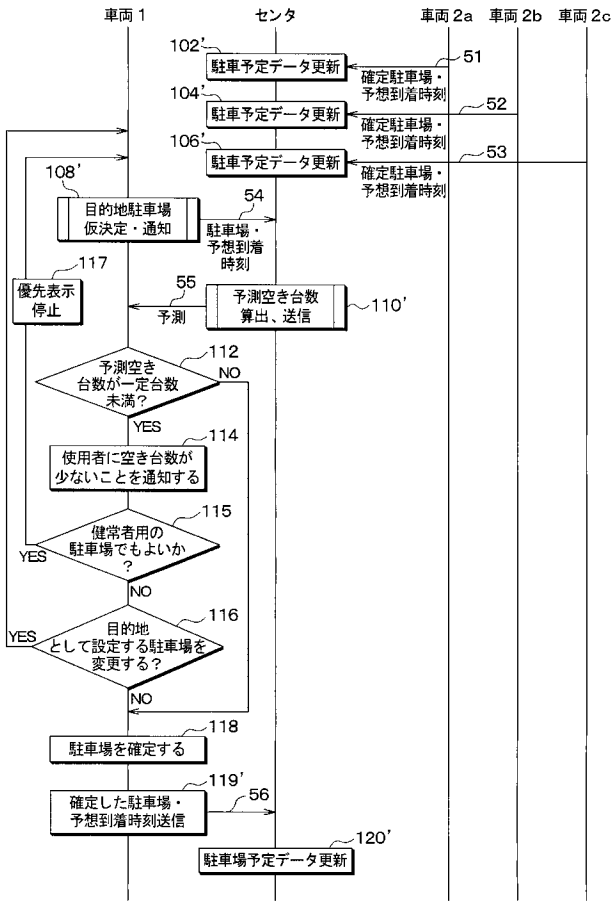 車両1
センタ
車両2a
車両2b
車両2c
102'
駐車予定データ更新
51
確定駐車場・
予想到着時刻
104'
駐車予定データ更新
52
確定駐車場・
予想到着時刻
106'
駐車予定データ更新
53
確定駐車場・
予想到着時刻
108'
目的地駐車場
仮決定・通知
54
駐車場・
予想到着
時刻
117
優先表示
停止
55
予測
予測空き台数
算出、送信
110'
112
予測空き
台数が一定台数
未満?
NO
YES
114
使用者に空き台数が
少ないことを通知する
115
健常者用の
駐車場でもよいか
?
YES
NO
116
目的地
として設定する駐車場を
変更する?
YES
NO
118
駐車場を確定する
119'
確定した駐車場・
予想到着時刻送信
56
120'
駐車場予定データ更新